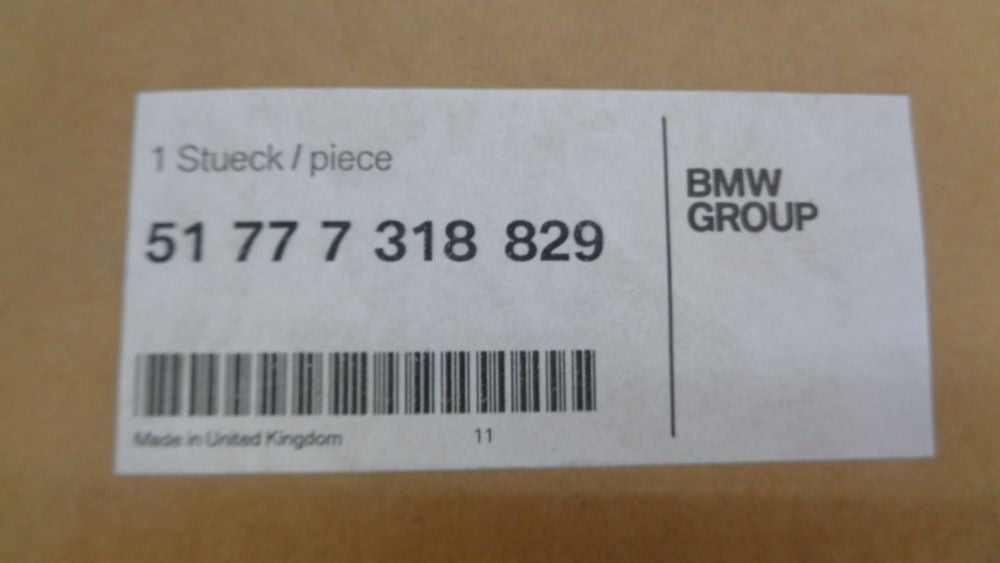 1 Stueck / piece
51 77 7 318 829
Made in United Kingdom 11
BMW
GROUP